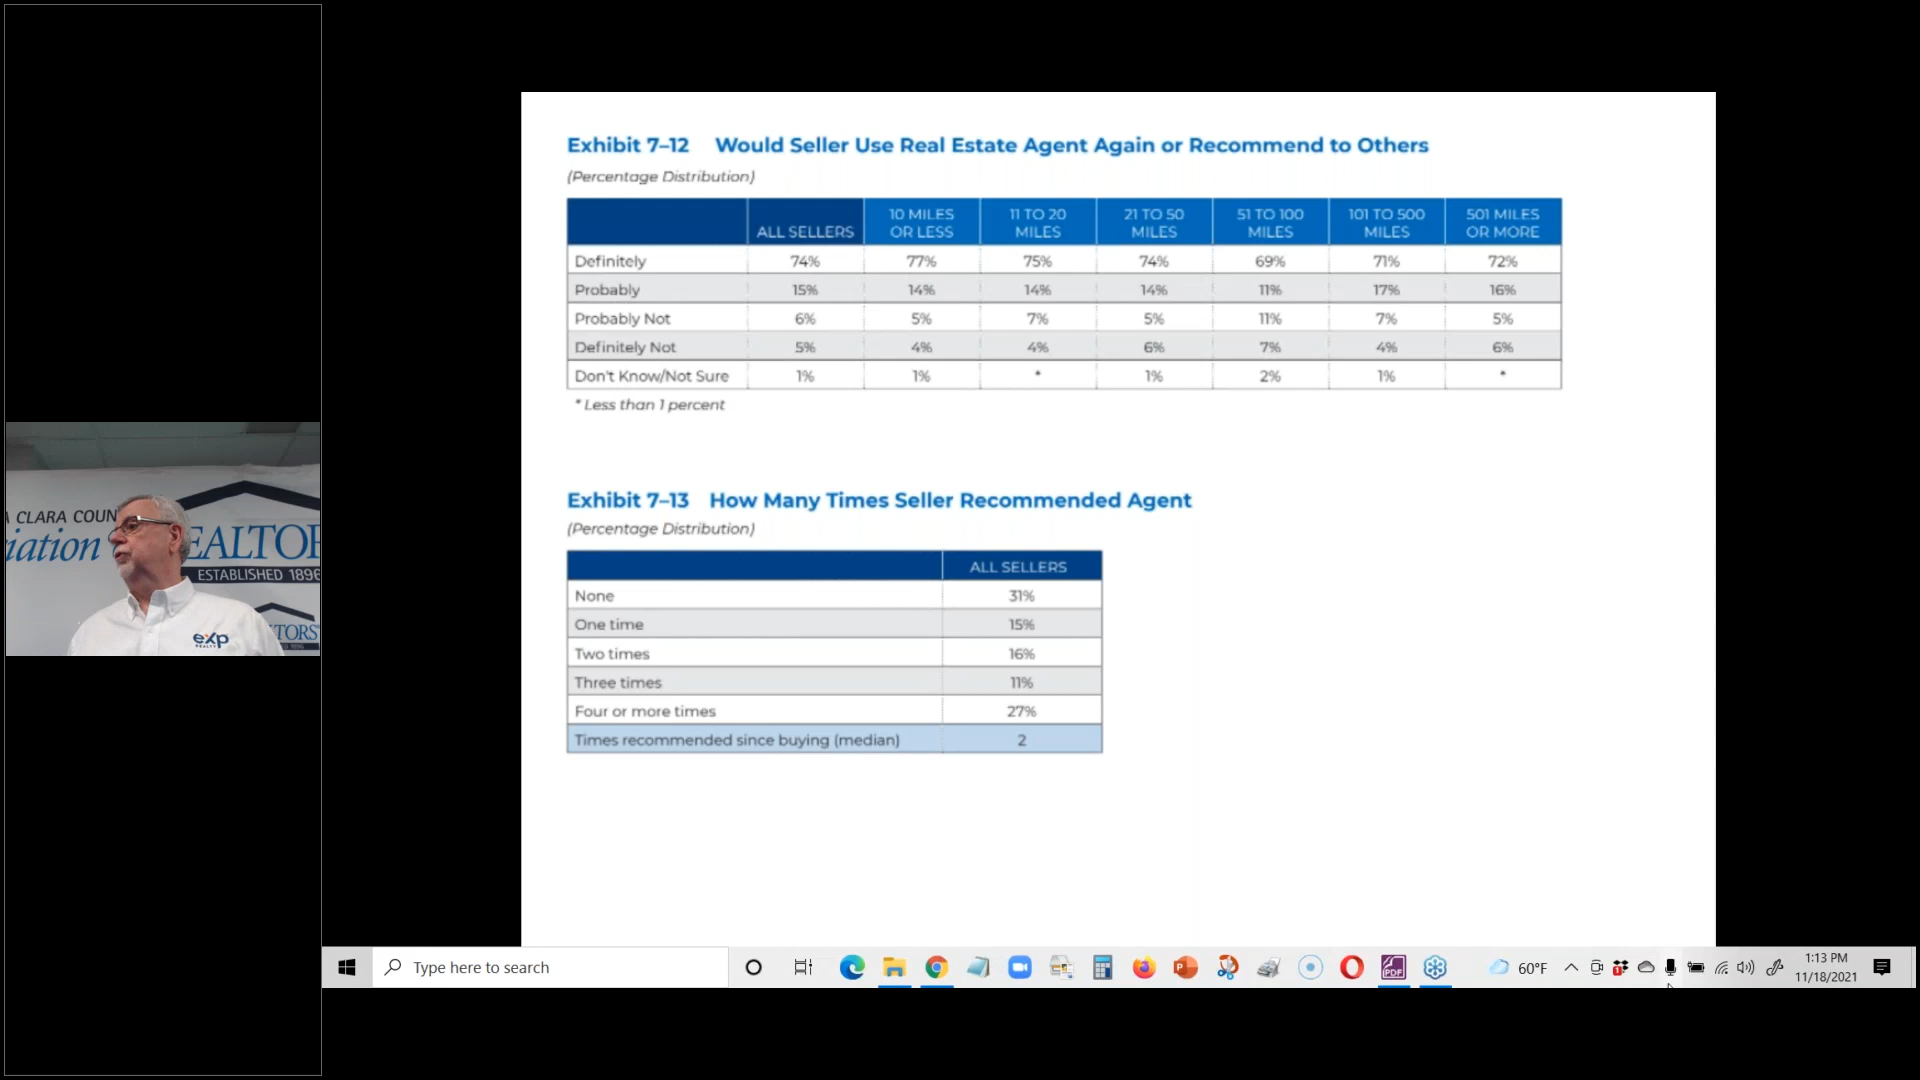 Exhibit 7–12 Would Seller Use Real Estate Agent Again or Recommend to Others
(Percentage Distribution)
ALL SELLERS 10 MILES OR LESS 11 TO 20 MILES 21 TO 50 MILES 51 TO 100 MILES 101 TO 500 MILES 501 MILES OR MORE
Definitely 74% 77% 75% 74% 69% 71% 72%
Probably 15% 14% 14% 14% 11% 17% 16%
Probably Not 6% 5% 7% 5% 11% 7% 5%
Definitely Not 5% 4% 4% 6% 7% 4% 6%
Don't Know/Not Sure 1% 1% * 1% 2% 1% *
* Less than 1 percent
Exhibit 7–13 How Many Times Seller Recommended Agent
(Percentage Distribution)
ALL SELLERS
None 31%
One time 15%
Two times 16%
Three times 11%
Four or more times 27%
Times recommended since buying (median) 2
A CLARA COUN
iation EALTOR
ESTABLISHED 1896
TORS
exp
REALTY
Type here to search
PDF
60°F
1:13 PM
11/18/2021